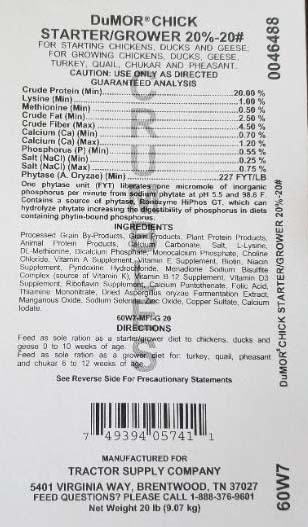 DuMOR® CHICK
STARTER/GROWER 20%-20#
FOR STARTING CHICKENS, DUCKS AND GEESE.
FOR GROWING CHICKENS, DUCKS, GEESE,
TURKEY, QUAIL, CHUKAR AND PHEASANT.
CAUTION: USE ONLY AS DIRECTED
GUARANTEED ANALYSIS
Crude Protein (Min) 20.00 %
Lysine (Min) 1.00 %
Methionine (Min) 0.50 %
Crude Fat (Min) 2.50 %
Crude Fiber (Max) 4.50 %
Calcium (Ca) (Min) 0.70 %
Calcium (Ca) (Max) 1.20 %
Phosphorus (P) (Min) 0.55 %
Salt (NaCl) (Min) 0.25 %
Salt (NaCl) (Max) 0.75 %
Phytase (A. Oryzae) (Min) 227 FYT/LB
One phytase unit (FYT) liberates one micromole of inorganic
phosphorus per minute from sodium phytate at pH 5.5 and 98.6 F.
Contains a source of phytase, Ronozyme HiPhos GT, which can
hydrolyze phytate increasing the digestibility of phosphorus in diets
containing phytin-bound phosphorus.
INGREDIENTS
Processed Grain By-Products, Grain Products, Plant Protein Products,
Animal Protein Products, Calcium Carbonate, Salt, L-Lysine,
DL-Methionine, Dicalcium Phosphate, Monocalcium Phosphate, Choline
Chloride, Vitamin A Supplement, Vitamin E Supplement, Biotin, Niacin
Supplement, Pyridoxine Hydrochloride, Menadione Sodium Bisulfite
Complex (source of Vitamin K), Vitamin B-12 Supplement, Vitamin D3
Supplement, Riboflavin Supplement, Calcium Pantothenate, Folic Acid,
Thiamine Mononitrate, Dried Aspergillus oryzae Fermentation Extract,
Manganous Oxide, Sodium Selenite, Zinc Oxide, Copper Sulfate, Calcium
Iodate.
DIRECTIONS
Feed as sole ration as a starter/grower diet to chickens, ducks and
geese 0 to 10 weeks of age.
Feed as sole ration as a grower diet for: turkey, quail, pheasant
and chukar 6 to 12 weeks of age.
See Reverse Side For Precautionary Statements
7 49394 05741 1
MANUFACTURED FOR
TRACTOR SUPPLY COMPANY
5401 VIRGINIA WAY, BRENTWOOD, TN 37027
FEED QUESTIONS? PLEASE CALL 1-888-376-9601
Net Weight 20 lb (9.07 kg)
CRUMBLES
0046488
DuMOR® CHICK STARTER/GROWER 20%-20#
60W7